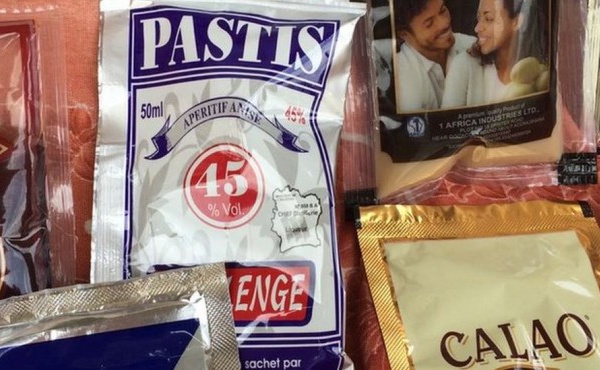 PASTIS
50ml
APERITIF ANISE
45%
45
% Vol.
ENGE
sachet par
A premium quality Product of
1 AFRICA INDUSTRIES LTD.
CALAO